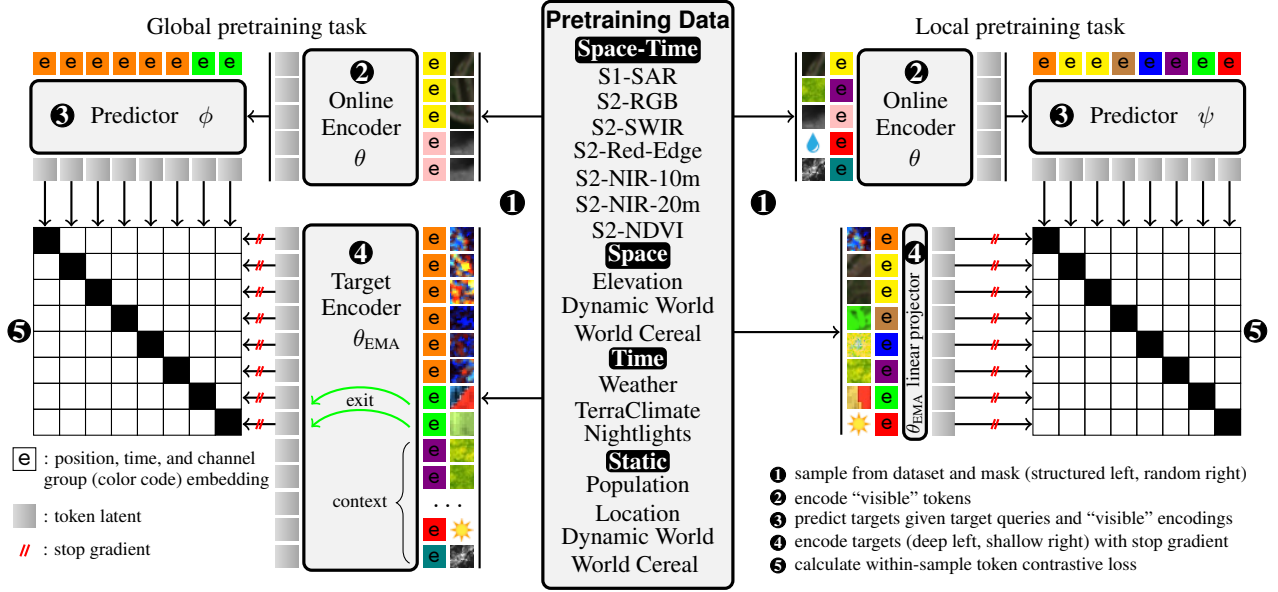 Global pretraining task
e e e e e e e e
❸ Predictor ϕ
❷
Online
Encoder
θ
e
e
e
e
e
❶
❹
Target
Encoder
θEMA
exit
context
e
e
e
e
e
e
e
e
e
e
. . .
e
e
❺
e : position, time, and channel
group (color code) embedding
: token latent
// : stop gradient
Pretraining Data
Space-Time
S1-SAR
S2-RGB
S2-SWIR
S2-Red-Edge
S2-NIR-10m
S2-NIR-20m
S2-NDVI
Space
Elevation
Dynamic World
World Cereal
Time
Weather
TerraClimate
Nightlights
Static
Population
Location
Dynamic World
World Cereal
Local pretraining task
❶
e
e
e
e
e
❷
Online
Encoder
θ
e e e e e e e e
❸ Predictor ψ
e
e
e
e
e
e
e
e
❹
θEMA linear projector
❺
❶ sample from dataset and mask (structured left, random right)
❷ encode “visible” tokens
❸ predict targets given target queries and “visible” encodings
❹ encode targets (deep left, shallow right) with stop gradient
❺ calculate within-sample token contrastive loss